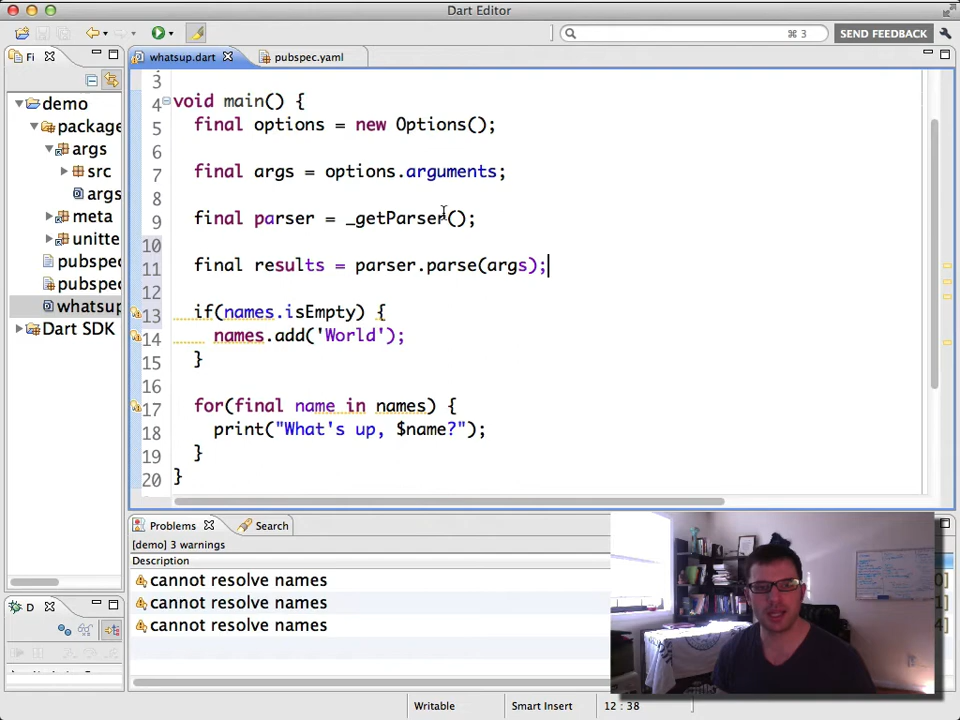 Dart Editor
⌘ 3
SEND FEEDBACK
Fi
whatsup.dart
pubspec.yaml
demo
package
args
src
args
meta
unitte
pubspe
pubspe
whatsup
Dart SDK
3
4 void main() {
5 final options = new Options();
6
7 final args = options.arguments;
8
9 final parser = _getParser();
10
11 final results = parser.parse(args);
12
13 if(names.isEmpty) {
14 names.add('World');
15 }
16
17 for(final name in names) {
18 print("What's up, $name?");
19 }
20 }
D
Problems
Search
[demo] 3 warnings
Description
cannot resolve names
cannot resolve names
cannot resolve names
Writable
Smart Insert
12 : 38